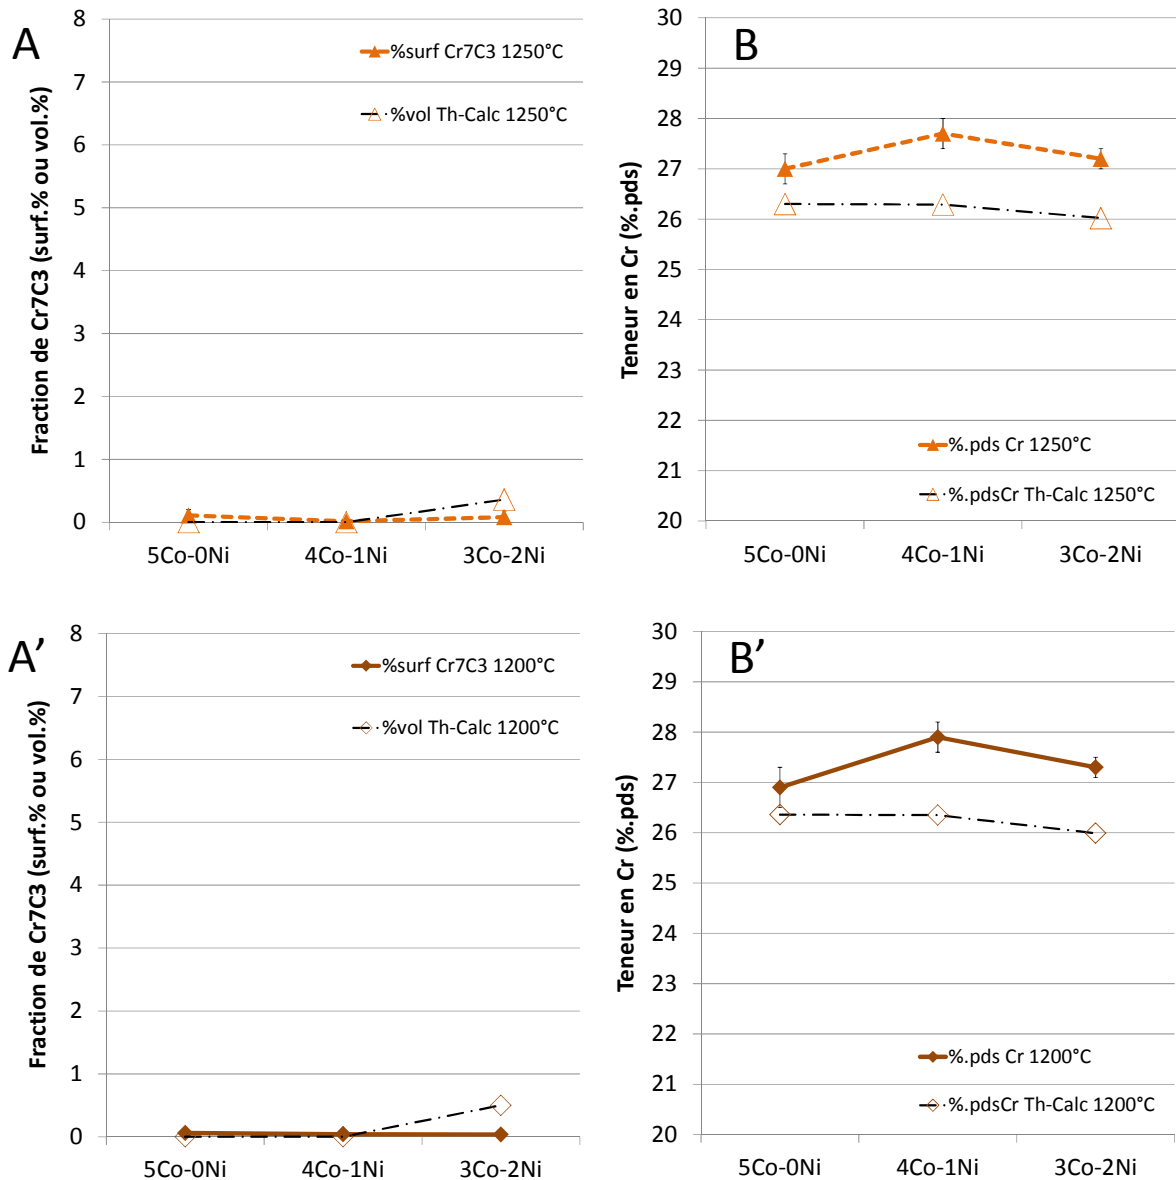 A
Fraction de Cr7C3 (surf.% ou vol.%)
8
7
6
5
4
3
2
1
0
%surf Cr7C3 1250°C
%vol Th-Calc 1250°C
5Co-0Ni 4Co-1Ni 3Co-2Ni
B
Teneur en Cr (%.pds)
30
29
28
27
26
25
24
23
22
21
20
%.pds Cr 1250°C
%.pdsCr Th-Calc 1250°C
5Co-0Ni 4Co-1Ni 3Co-2Ni
A’
Fraction de Cr7C3 (surf.% ou vol.%)
8
7
6
5
4
3
2
1
0
%surf Cr7C3 1200°C
%vol Th-Calc 1200°C
5Co-0Ni 4Co-1Ni 3Co-2Ni
B’
Teneur en Cr (%.pds)
30
29
28
27
26
25
24
23
22
21
20
%.pds Cr 1200°C
%.pdsCr Th-Calc 1200°C
5Co-0Ni 4Co-1Ni 3Co-2Ni